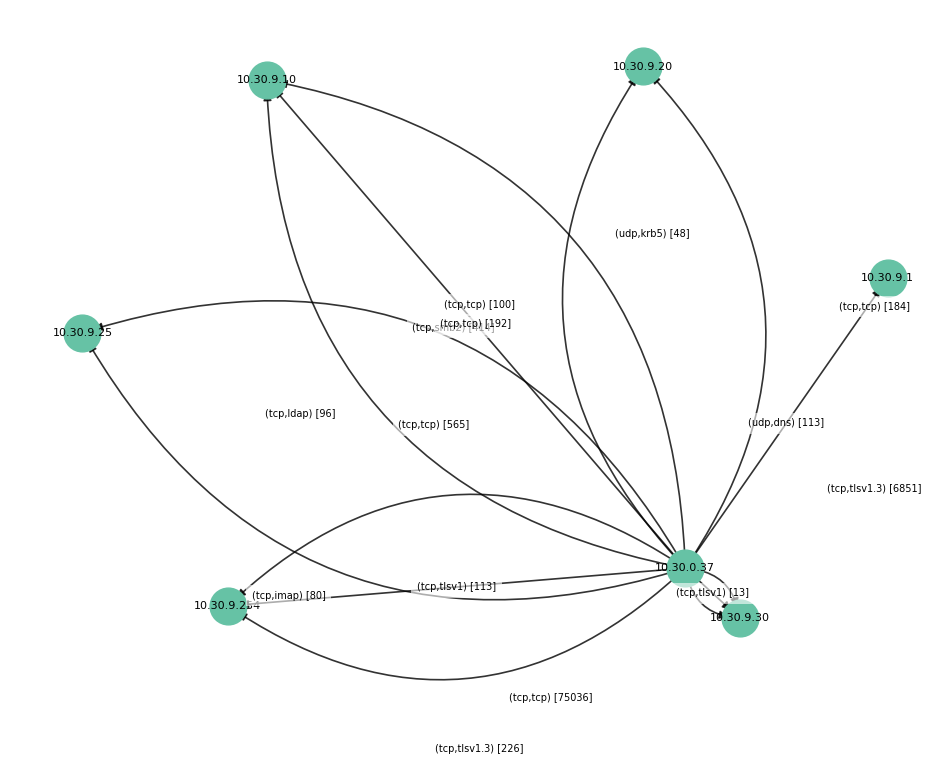 10.30.9.20
10.30.9.10
(udp,krb5) [48]
10.30.9.1
(tcp,tcp) [100]
(tcp,tcp) [184]
(tcp,tcp) [192]
10.30.9.25
(tcp,ldap) [96]
(udp,dns) [113]
(tcp,tcp) [565]
(tcp,tlsv1.3) [6851]
10.30.0.37
(tcp,tlsv1) [113]
(tcp,tlsv1) [13]
(tcp,imap) [80]
10.30.9.30
(tcp,tcp) [75036]
(tcp,tlsv1.3) [226]